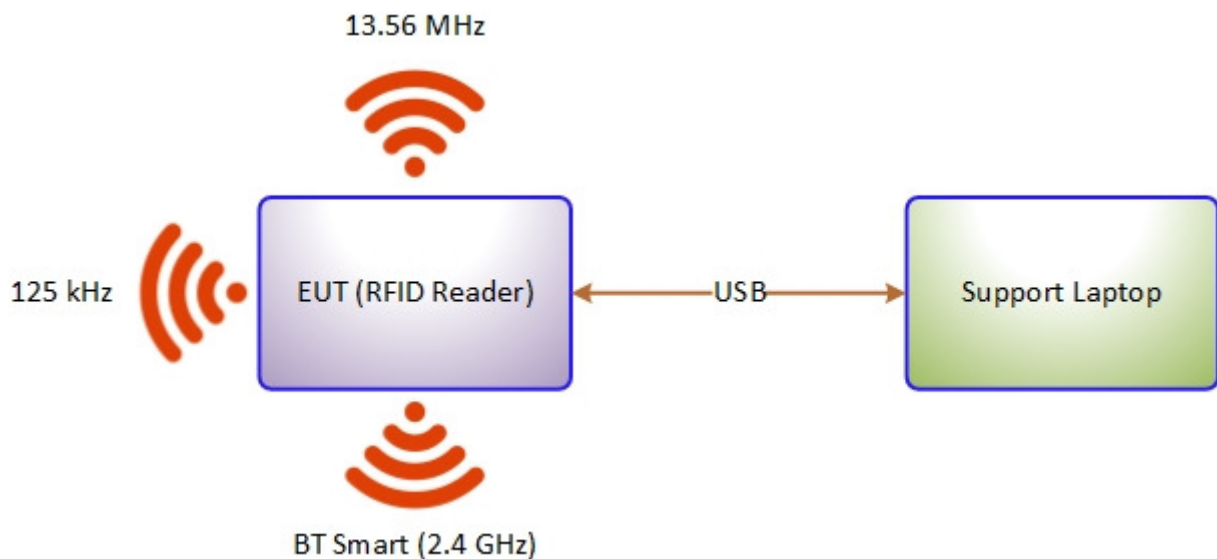 13.56 MHz
125 kHz
EUT (RFID Reader)
USB
Support Laptop
BT Smart (2.4 GHz)